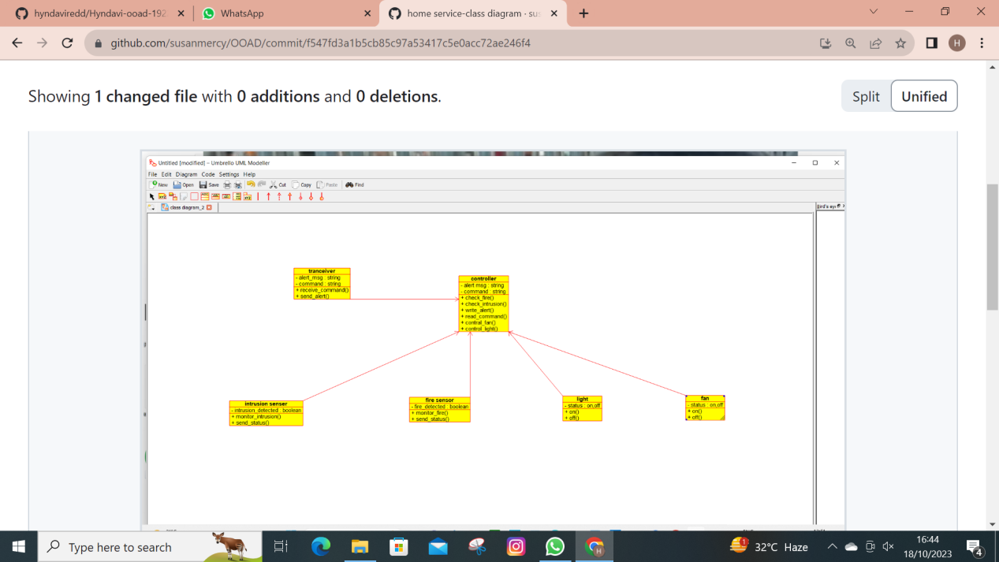 hyndaviredd/Hyndavi-ooad-192
WhatsApp
home service-class diagram · sus
github.com/susanmercy/OOAD/commit/f547fd3a1b5cb85c97a53417c5e0acc72ae246f4
H
Showing 1 changed file with 0 additions and 0 deletions.
Split
Unified
Untitled [modified] – Umbrello UML Modeller
File Edit Diagram Code Settings Help
New Open Save Cut Copy Paste Find
class diagram_2
Bird's eye
tranceiver
- alert_msg : string
- command : string
+ receive_command()
+ send_alert()
controller
- alert msg : string
- command : string
+ check_fire()
+ check_intrusion()
+ write_alert()
+ read_command()
+ contral_fan()
+ control_light()
intrusion senser
- intrusion_detected : boolean
+ monitor_intrusion()
+ send_status()
fire sensor
- fire_detected : boolean
+ monitor_fire()
+ send_status()
light
- status : on,off
+ on()
+ off()
fan
- status : on,off
+ on()
+ off()
Type here to search
H
1
32°C Haze
16:44
18/10/2023
4